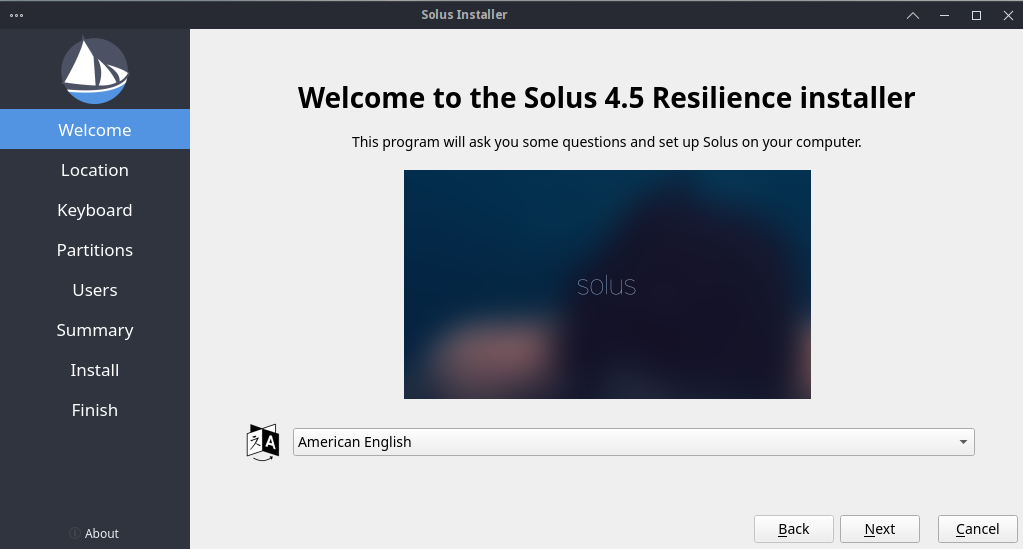 Solus Installer
Welcome
Location
Keyboard
Partitions
Users
Summary
Install
Finish
About
Welcome to the Solus 4.5 Resilience installer
This program will ask you some questions and set up Solus on your computer.
solus
American English
Back
Next
Cancel